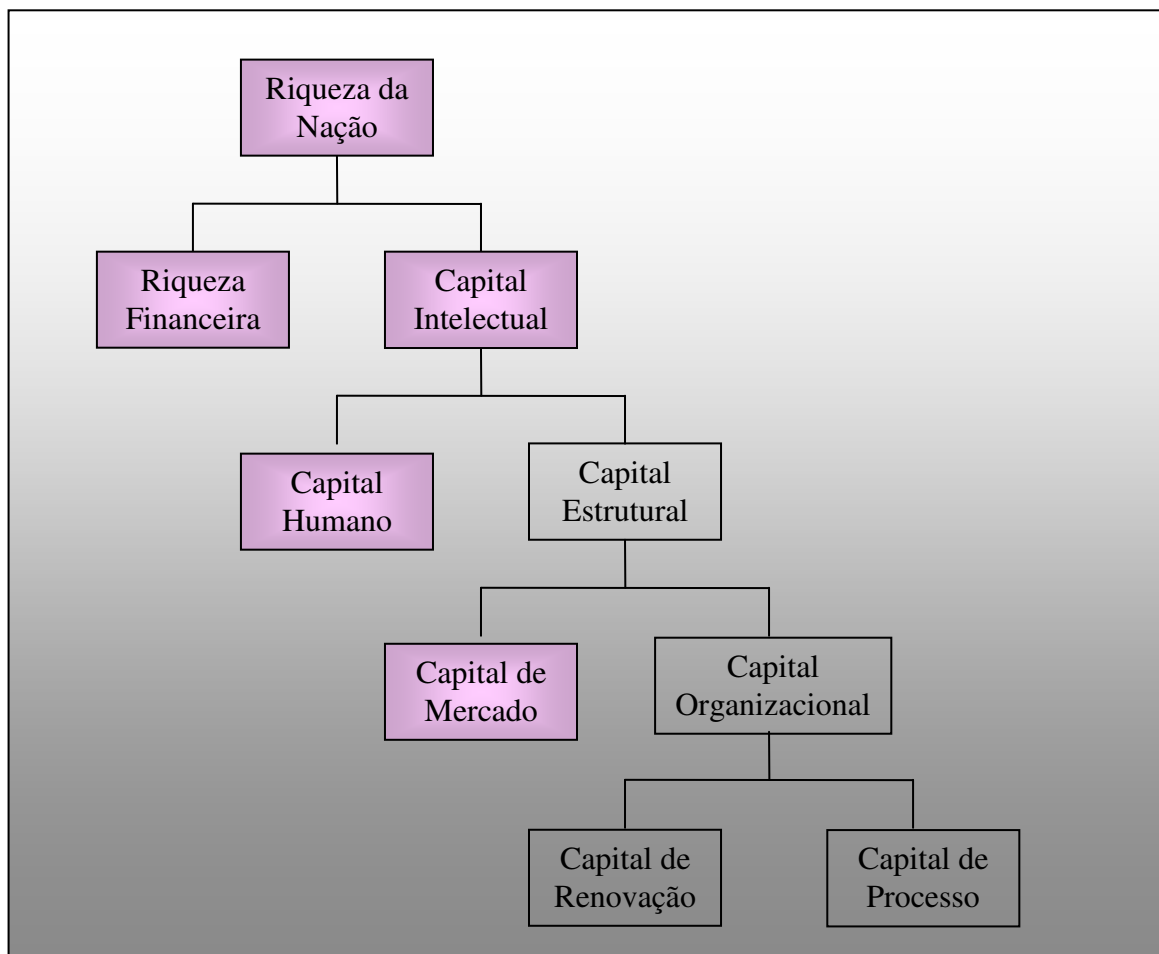 Riqueza da
Nação
Riqueza
Financeira
Capital
Intelectual
Capital
Humano
Capital
Estrutural
Capital de
Mercado
Capital
Organizacional
Capital de
Renovação
Capital de
Processo